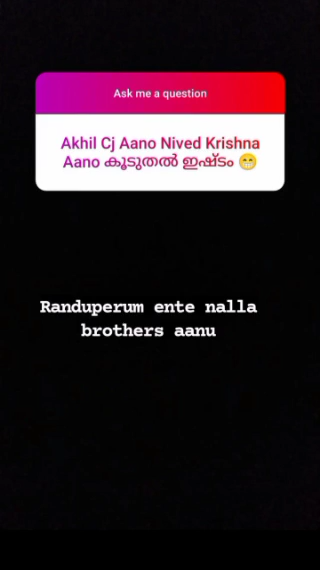 Ask me a question
Akhil Cj Aano Nived Krishna
Aano കൂടുതൽ ഇഷ്ടം 😁
Randuperum ente nalla
brothers aanu